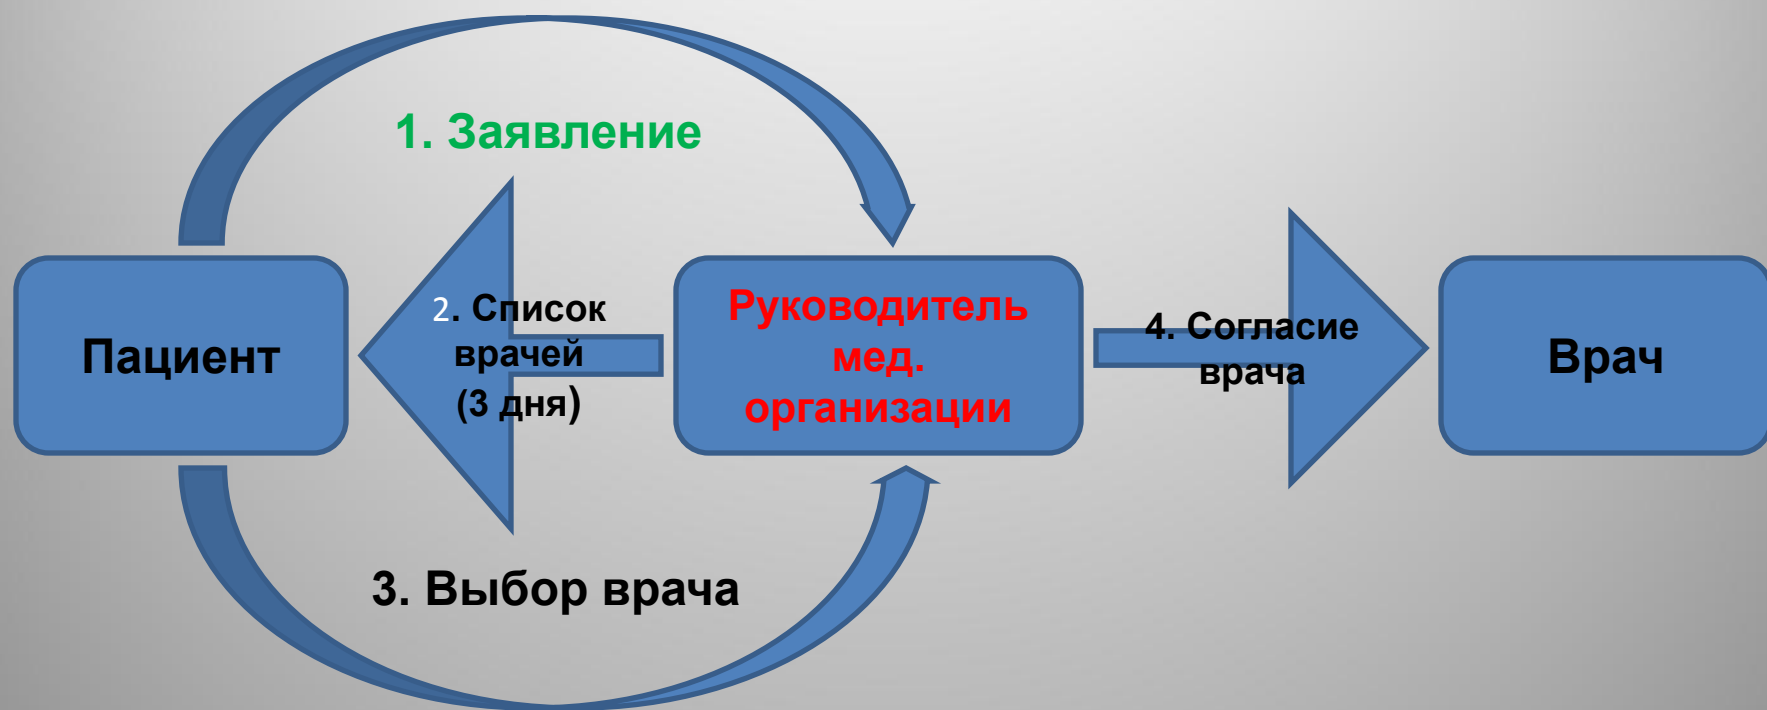 1. Заявление
Пациент
2. Список
врачей
(3 дня)
Руководитель
мед.
организации
4. Согласие
врача
Врач
3. Выбор врача